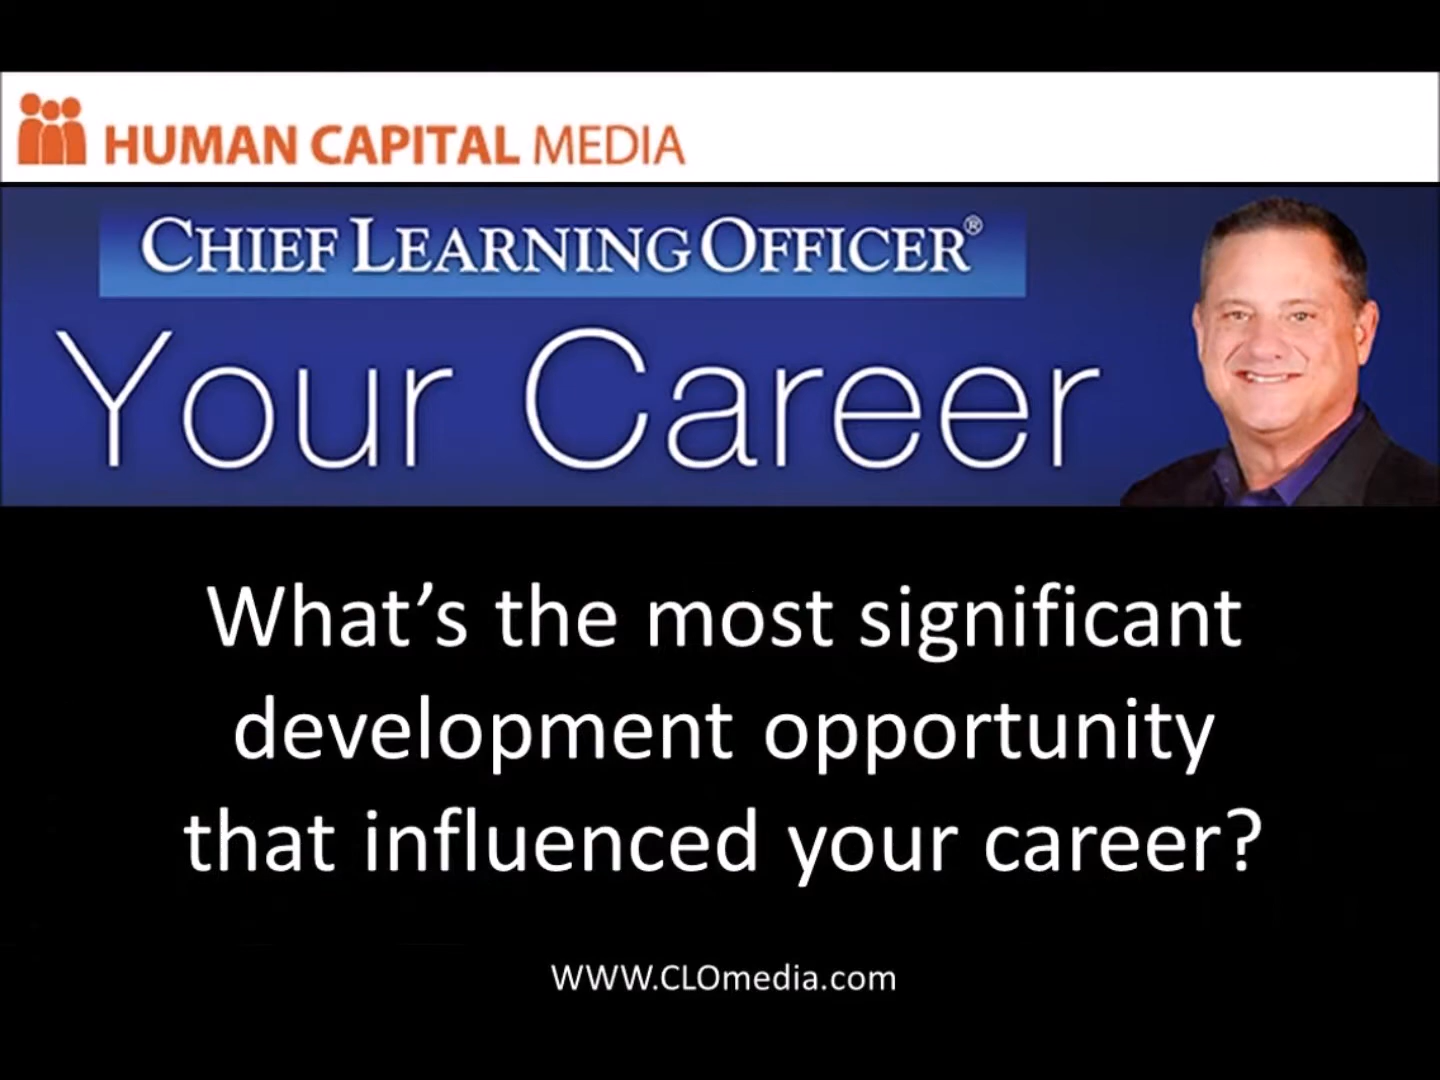 HUMAN CAPITAL MEDIA
CHIEF LEARNING OFFICER®
Your Career
What’s the most significant
development opportunity
that influenced your career?
WWW.CLOmedia.com